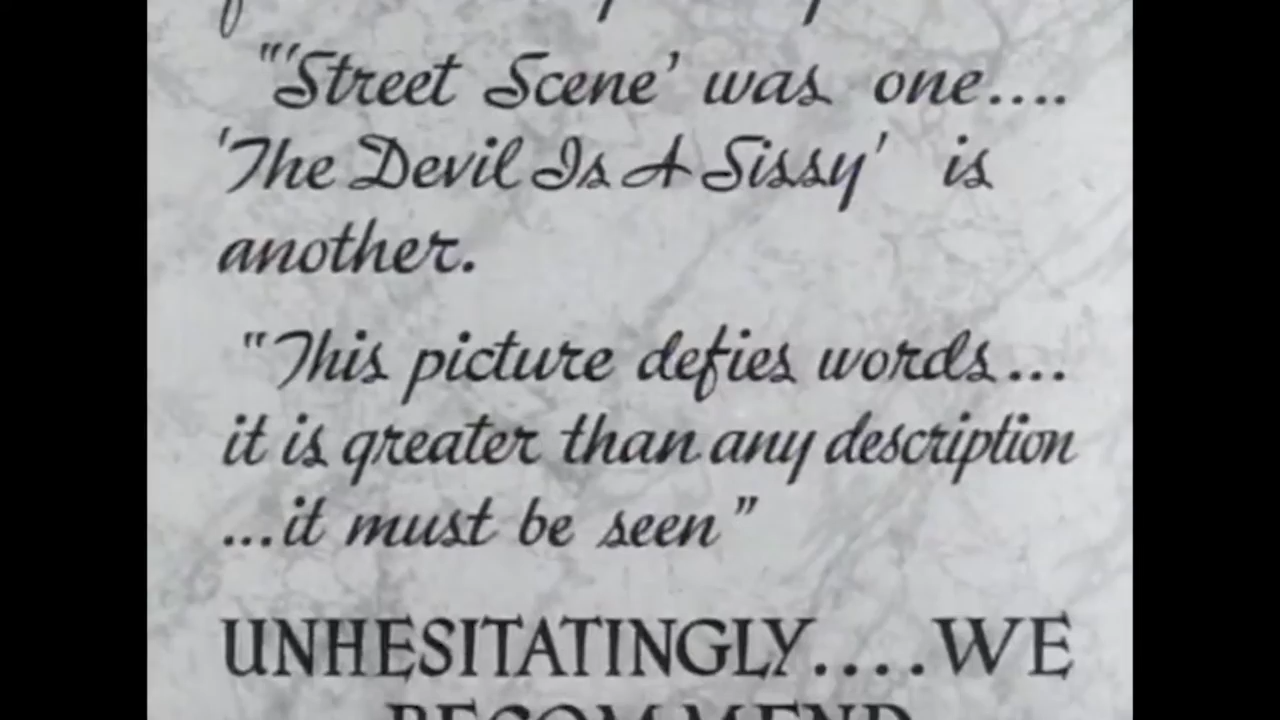 "'Street Scene' was one....
'The Devil Is A Sissy' is
another.
"This picture defies words...
it is greater than any description
...it must be seen"
UNHESITATINGLY....WE
RECOMMEND